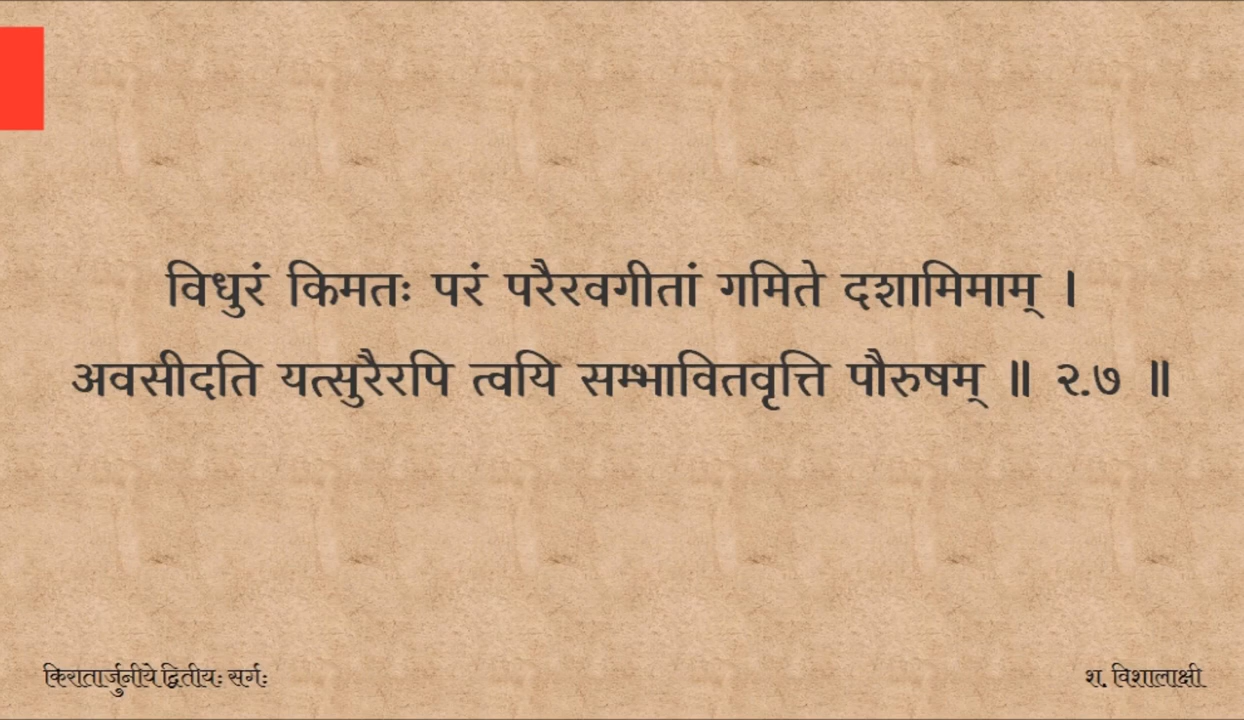 विधुरं किमतः परं परैरवगीतां गमिते दशामिमाम् ।
अवसीदति यत्सुरैरपि त्वयि सम्भावितवृत्ति पौरुषम् ॥ २.७ ॥
किरातार्जुनीये द्वितीयः सर्गः
श. विशालाक्षी